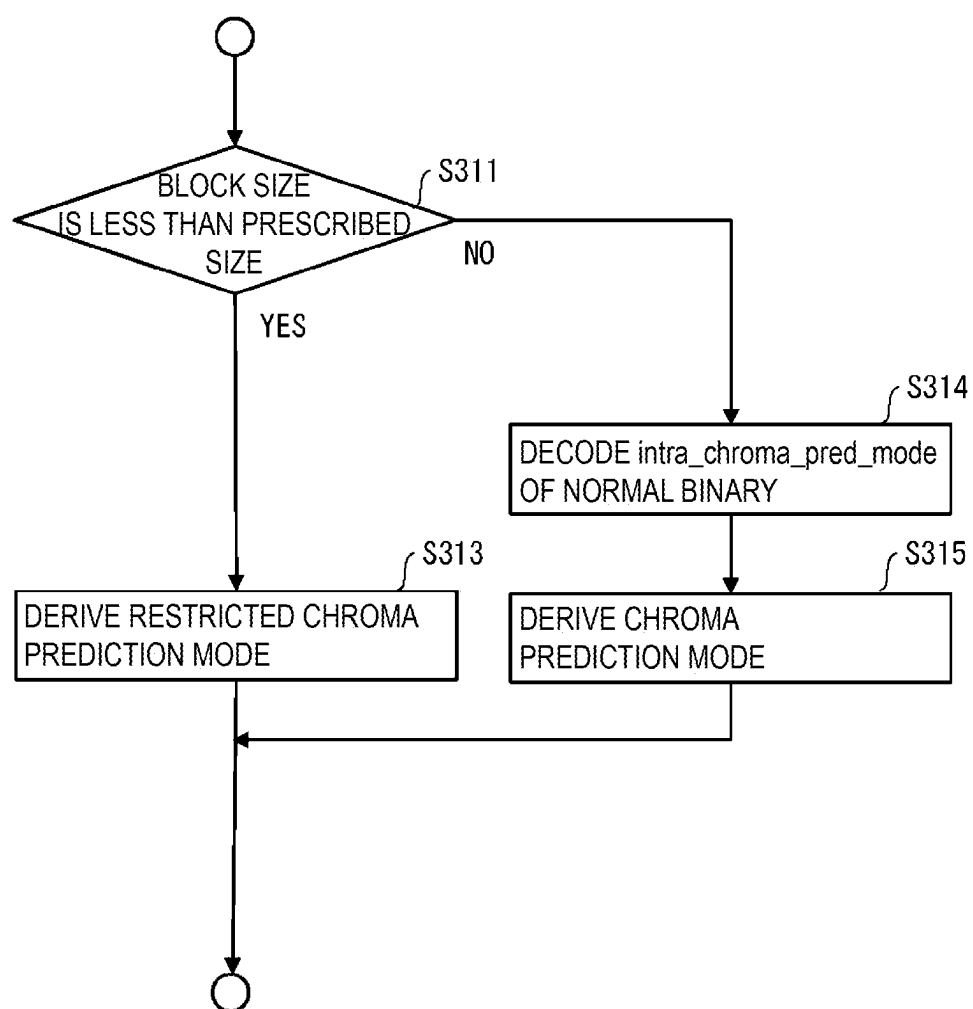 S311
BLOCK SIZE
IS LESS THAN PRESCRIBED
SIZE
NO
YES
S314
DECODE intra_chroma_pred_mode
OF NORMAL BINARY
S313
DERIVE RESTRICTED CHROMA
PREDICTION MODE
S315
DERIVE CHROMA
PREDICTION MODE